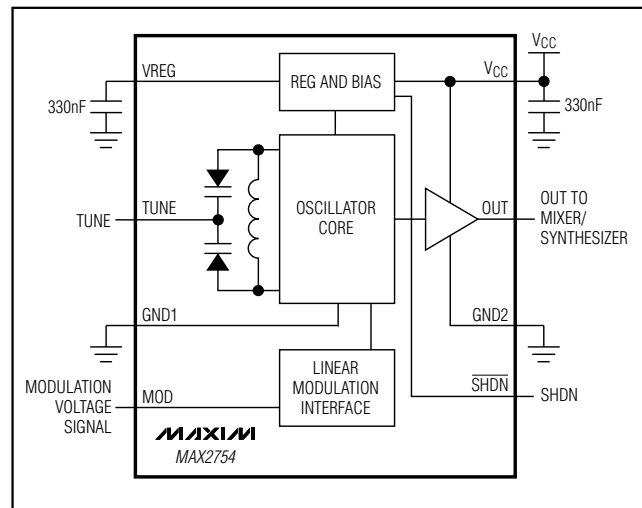 VCC
VREG
REG AND BIAS
VCC
330nF
330nF
TUNE
TUNE
OSCILLATOR
CORE
OUT
OUT TO
MIXER/
SYNTHESIZER
GND1
GND2
MODULATION
VOLTAGE
SIGNAL
MOD
LINEAR
MODULATION
INTERFACE
SHDN
SHDN
MAXIM
MAX2754